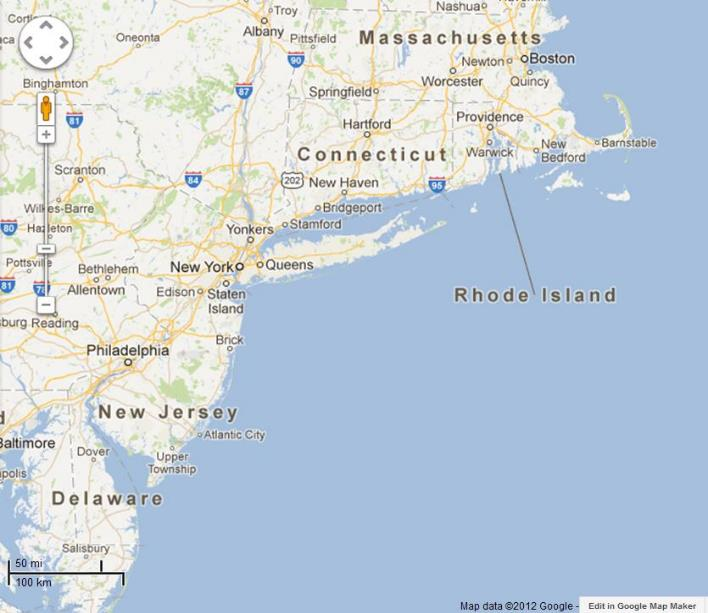 Troy
Nashua
Oneonta
Albany
Pittsfield
Massachusetts
Boston
Newton
90
Binghamton
Worcester
Quincy
87
Springfield
81
Providence
Hartford
Connecticut
New
Bedford
Barnstable
Warwick
Scranton
84
202
New Haven
95
Wilkes-Barre
Bridgeport
80
Hazleton
Stamford
Yonkers
Pottsville
Bethlehem
New York
Queens
81
Allentown
Edison
Staten
Island
Rhode Island
burg
Reading
Brick
Philadelphia
New Jersey
d
Baltimore
Atlantic City
Dover
Upper
Township
apolis
Delaware
Salisbury
50 mi
100 km
Map data ©2012 Google -
Edit in Google Map Maker